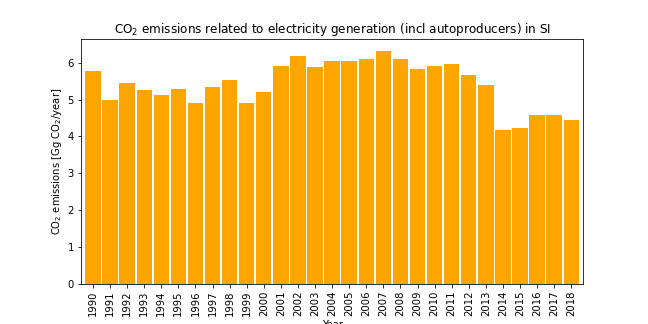 CO₂ emissions related to electricity generation (incl autoproducers) in SI
CO₂ emissions [Gg CO₂/year]
6
5
4
3
2
1
0
1990 1991 1992 1993 1994 1995 1996 1997 1998 1999 2000 2001 2002 2003 2004 2005 2006 2007 2008 2009 2010 2011 2012 2013 2014 2015 2016 2017 2018
Year